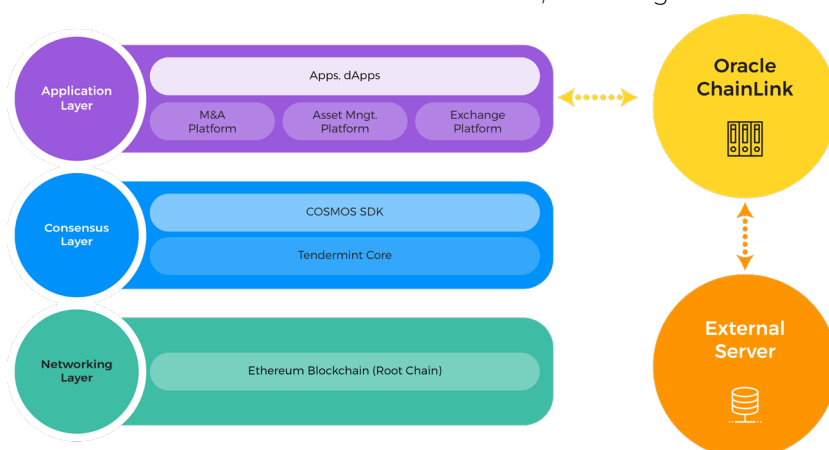 Application
Layer
Apps, dApps
M&A
Platform
Asset Mngt.
Platform
Exchange
Platform
Consensus
Layer
COSMOS SDK
Tendermint Core
Networking
Layer
Ethereum Blockchain (Root Chain)
Oracle
ChainLink
External
Server